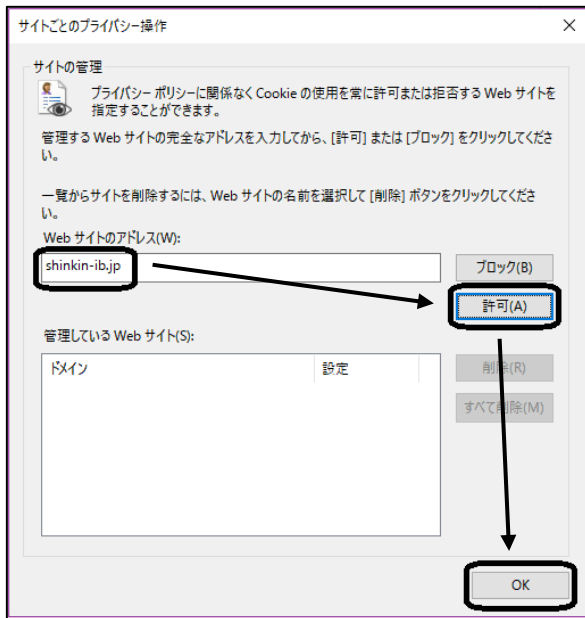 サイトごとのプライバシー操作
サイトの管理
プライバシー ポリシーに関係なく Cookie の使用を常に許可または拒否する Web サイトを
指定することができます。
管理する Web サイトの完全なアドレスを入力してから、[許可] または [ブロック] をクリックしてくださ
い。
一覧からサイトを削除するには、Web サイトの名前を選択して [削除] ボタンをクリックしてくださ
い。
Web サイトのアドレス(W):
shinkin-ib.jp
ブロック(B)
許可(A)
管理している Web サイト(S):
ドメイン 設定
削除(R)
すべて削除(M)
OK